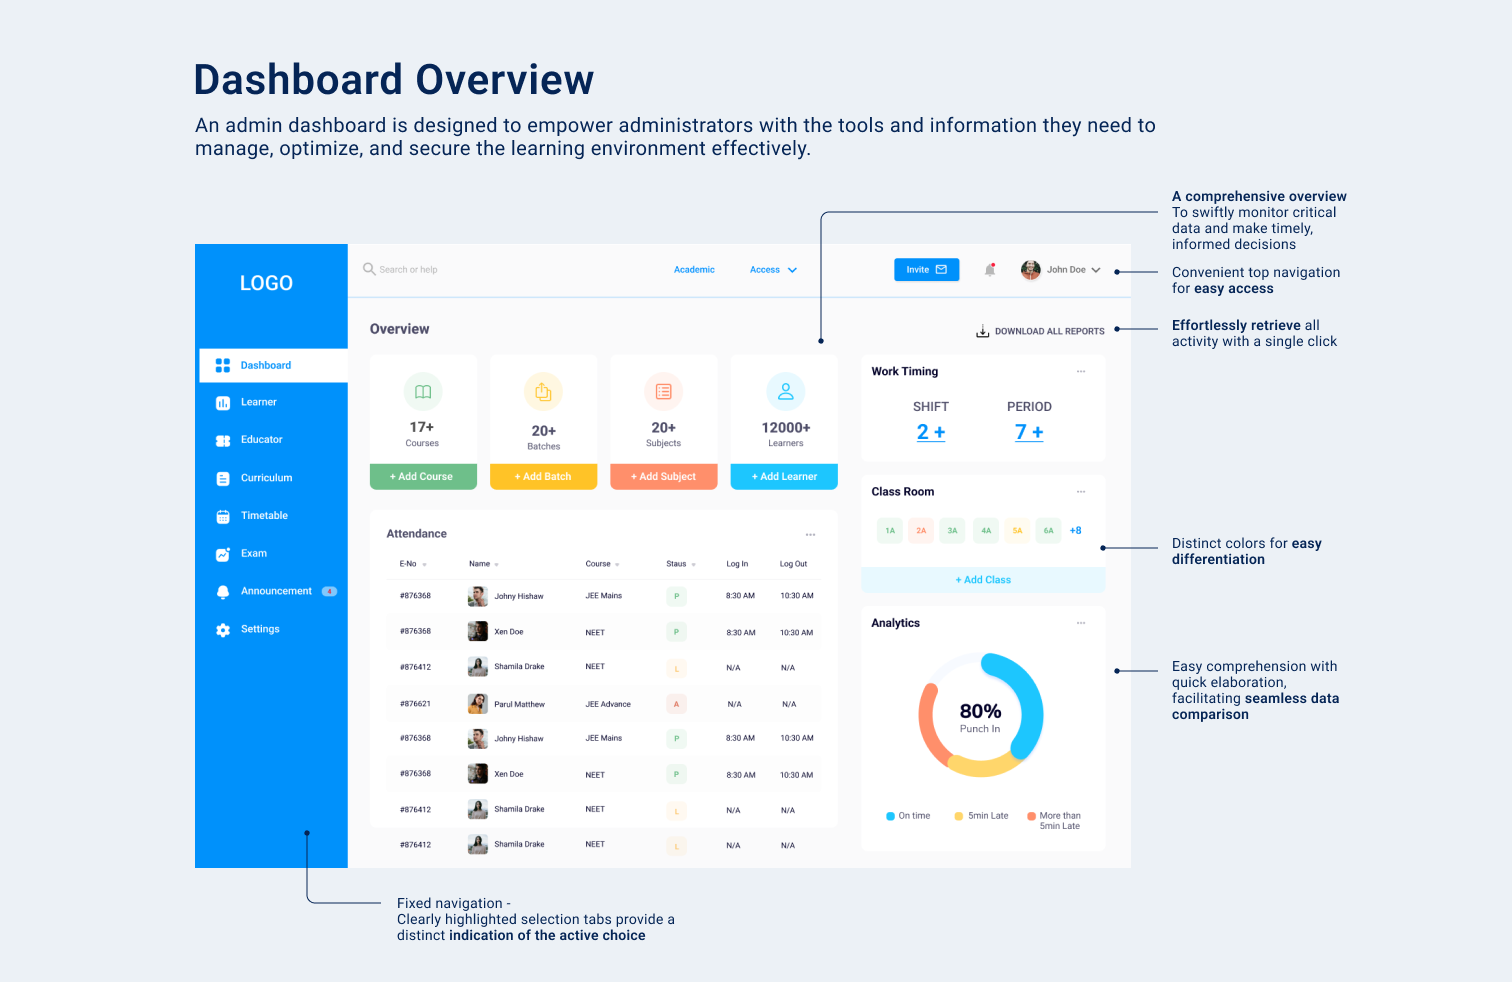 Dashboard Overview
An admin dashboard is designed to empower administrators with the tools and information they need to
manage, optimize, and secure the learning environment effectively.
A comprehensive overview
To swiftly monitor critical
data and make timely,
informed decisions
Convenient top navigation
for easy access
Effortlessly retrieve all
activity with a single click
Distinct colors for easy
differentiation
Easy comprehension with
quick elaboration,
facilitating seamless data
comparison
LOGO
Dashboard
Learner
Educator
Curriculum
Timetable
Exam
Announcement 4
Settings
Search or help
Academic
Access
Invite
John Doe
Overview
DOWNLOAD ALL REPORTS
17+
Courses
+ Add Course
20+
Batches
+ Add Batch
20+
Subjects
+ Add Subject
12000+
Learners
+ Add Learner
Attendance
E-No Name Course Staus Log In Log Out
#876368 Johny Hishaw JEE Mains P 8:30 AM 10:30 AM
#876368 Xen Doe NEET P 8:30 AM 10:30 AM
#876412 Shamila Drake NEET L N/A N/A
#876621 Parul Matthew JEE Advance A N/A N/A
#876368 Johny Hishaw JEE Mains P 8:30 AM 10:30 AM
#876368 Xen Doe NEET P 8:30 AM 10:30 AM
#876412 Shamila Drake NEET L N/A N/A
#876412 Shamila Drake NEET L N/A N/A
Work Timing
SHIFT PERIOD
2 + 7 +
Class Room
1A 2A 3A 4A 5A 6A +8
+ Add Class
Analytics
80%
Punch In
On time
5min Late
More than
5min Late
Fixed navigation -
Clearly highlighted selection tabs provide a
distinct indication of the active choice